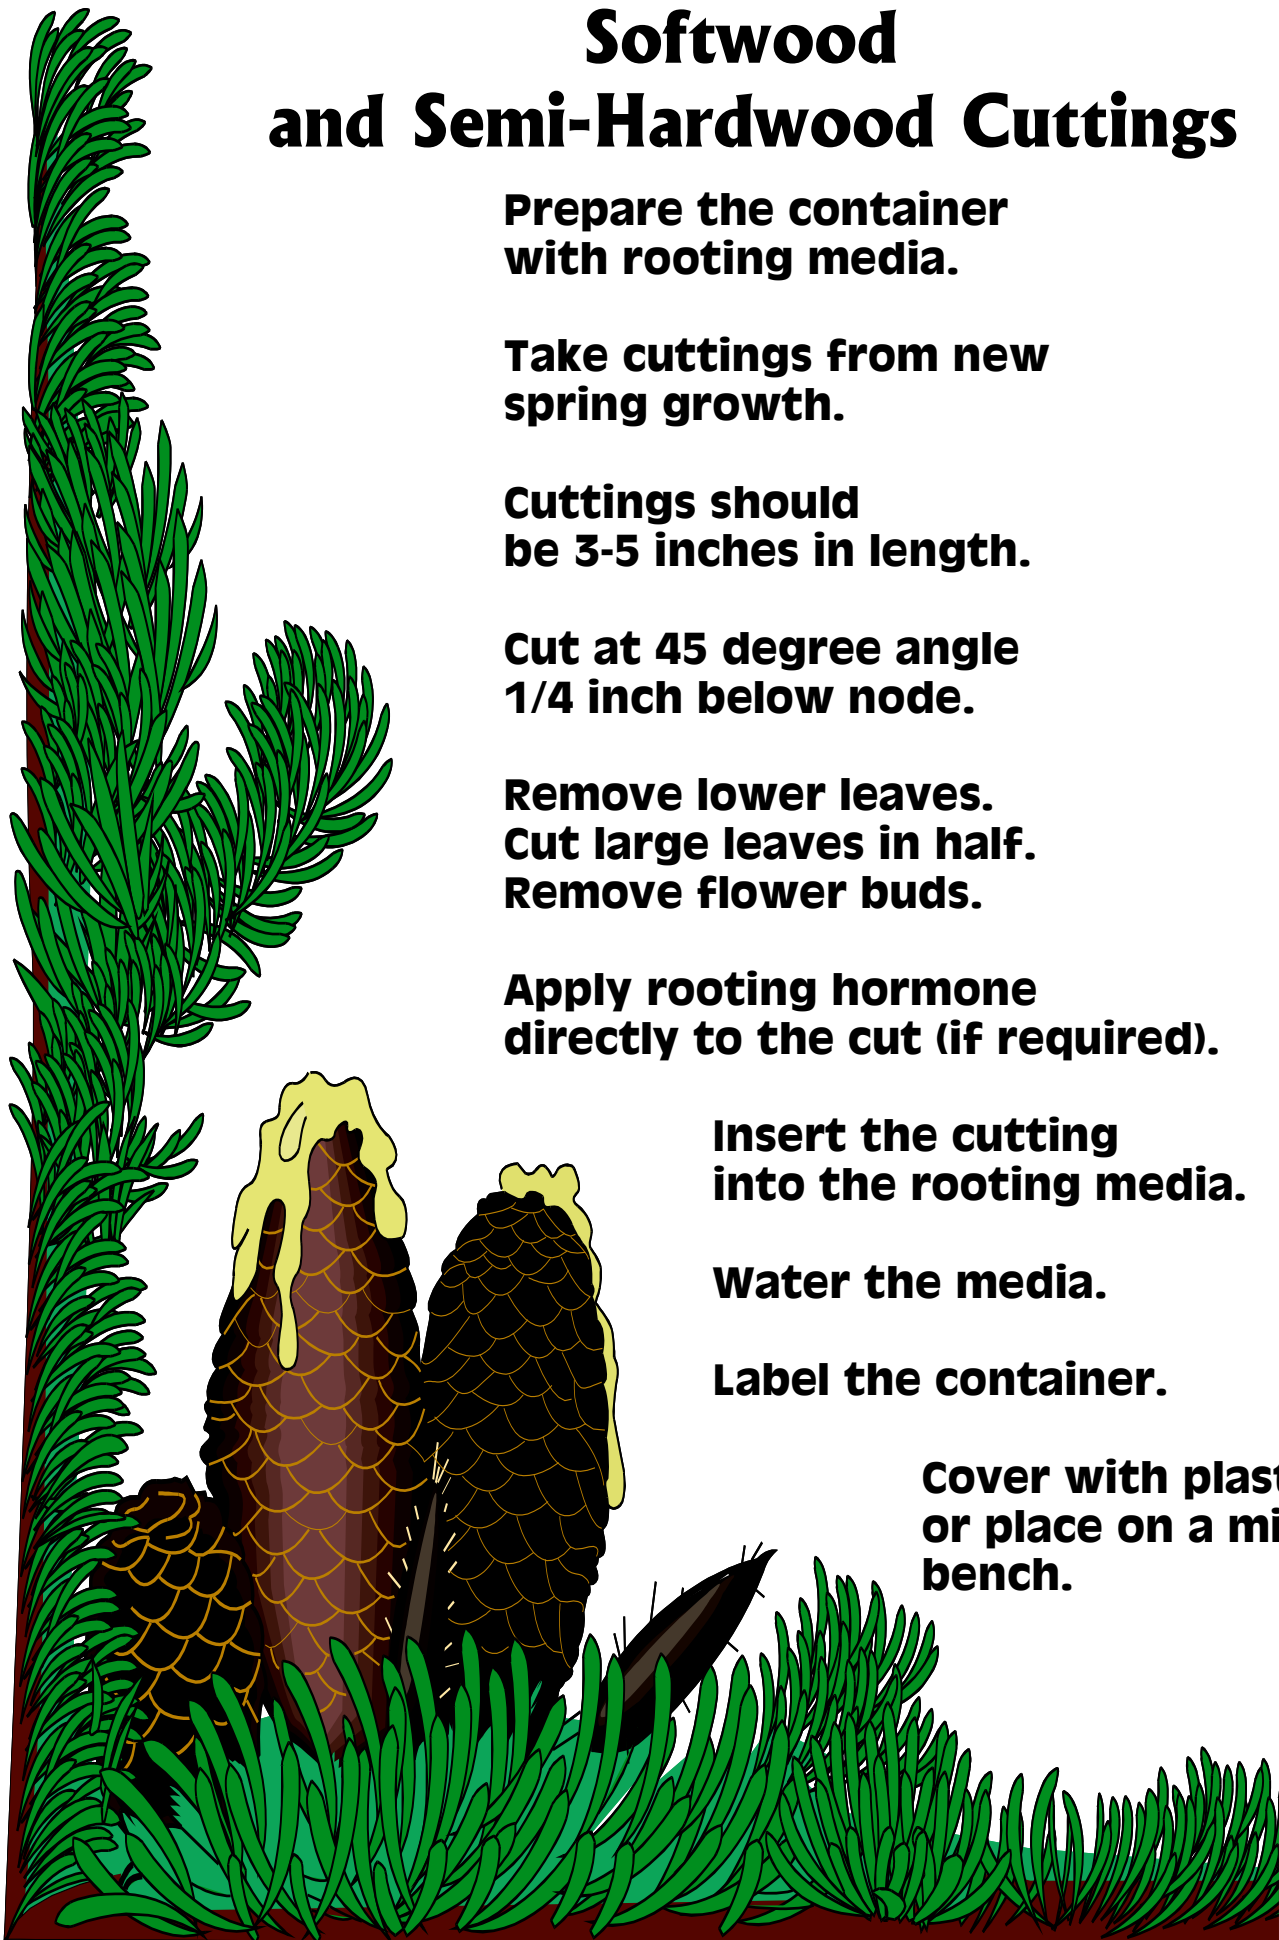 Softwood
and Semi-Hardwood Cuttings
Prepare the container
with rooting media.
Take cuttings from new
spring growth.
Cuttings should
be 3-5 inches in length.
Cut at 45 degree angle
1/4 inch below node.
Remove lower leaves.
Cut large leaves in half.
Remove flower buds.
Apply rooting hormone
directly to the cut (if required).
Insert the cutting
into the rooting media.
Water the media.
Label the container.
Cover with
or place on a
bench.